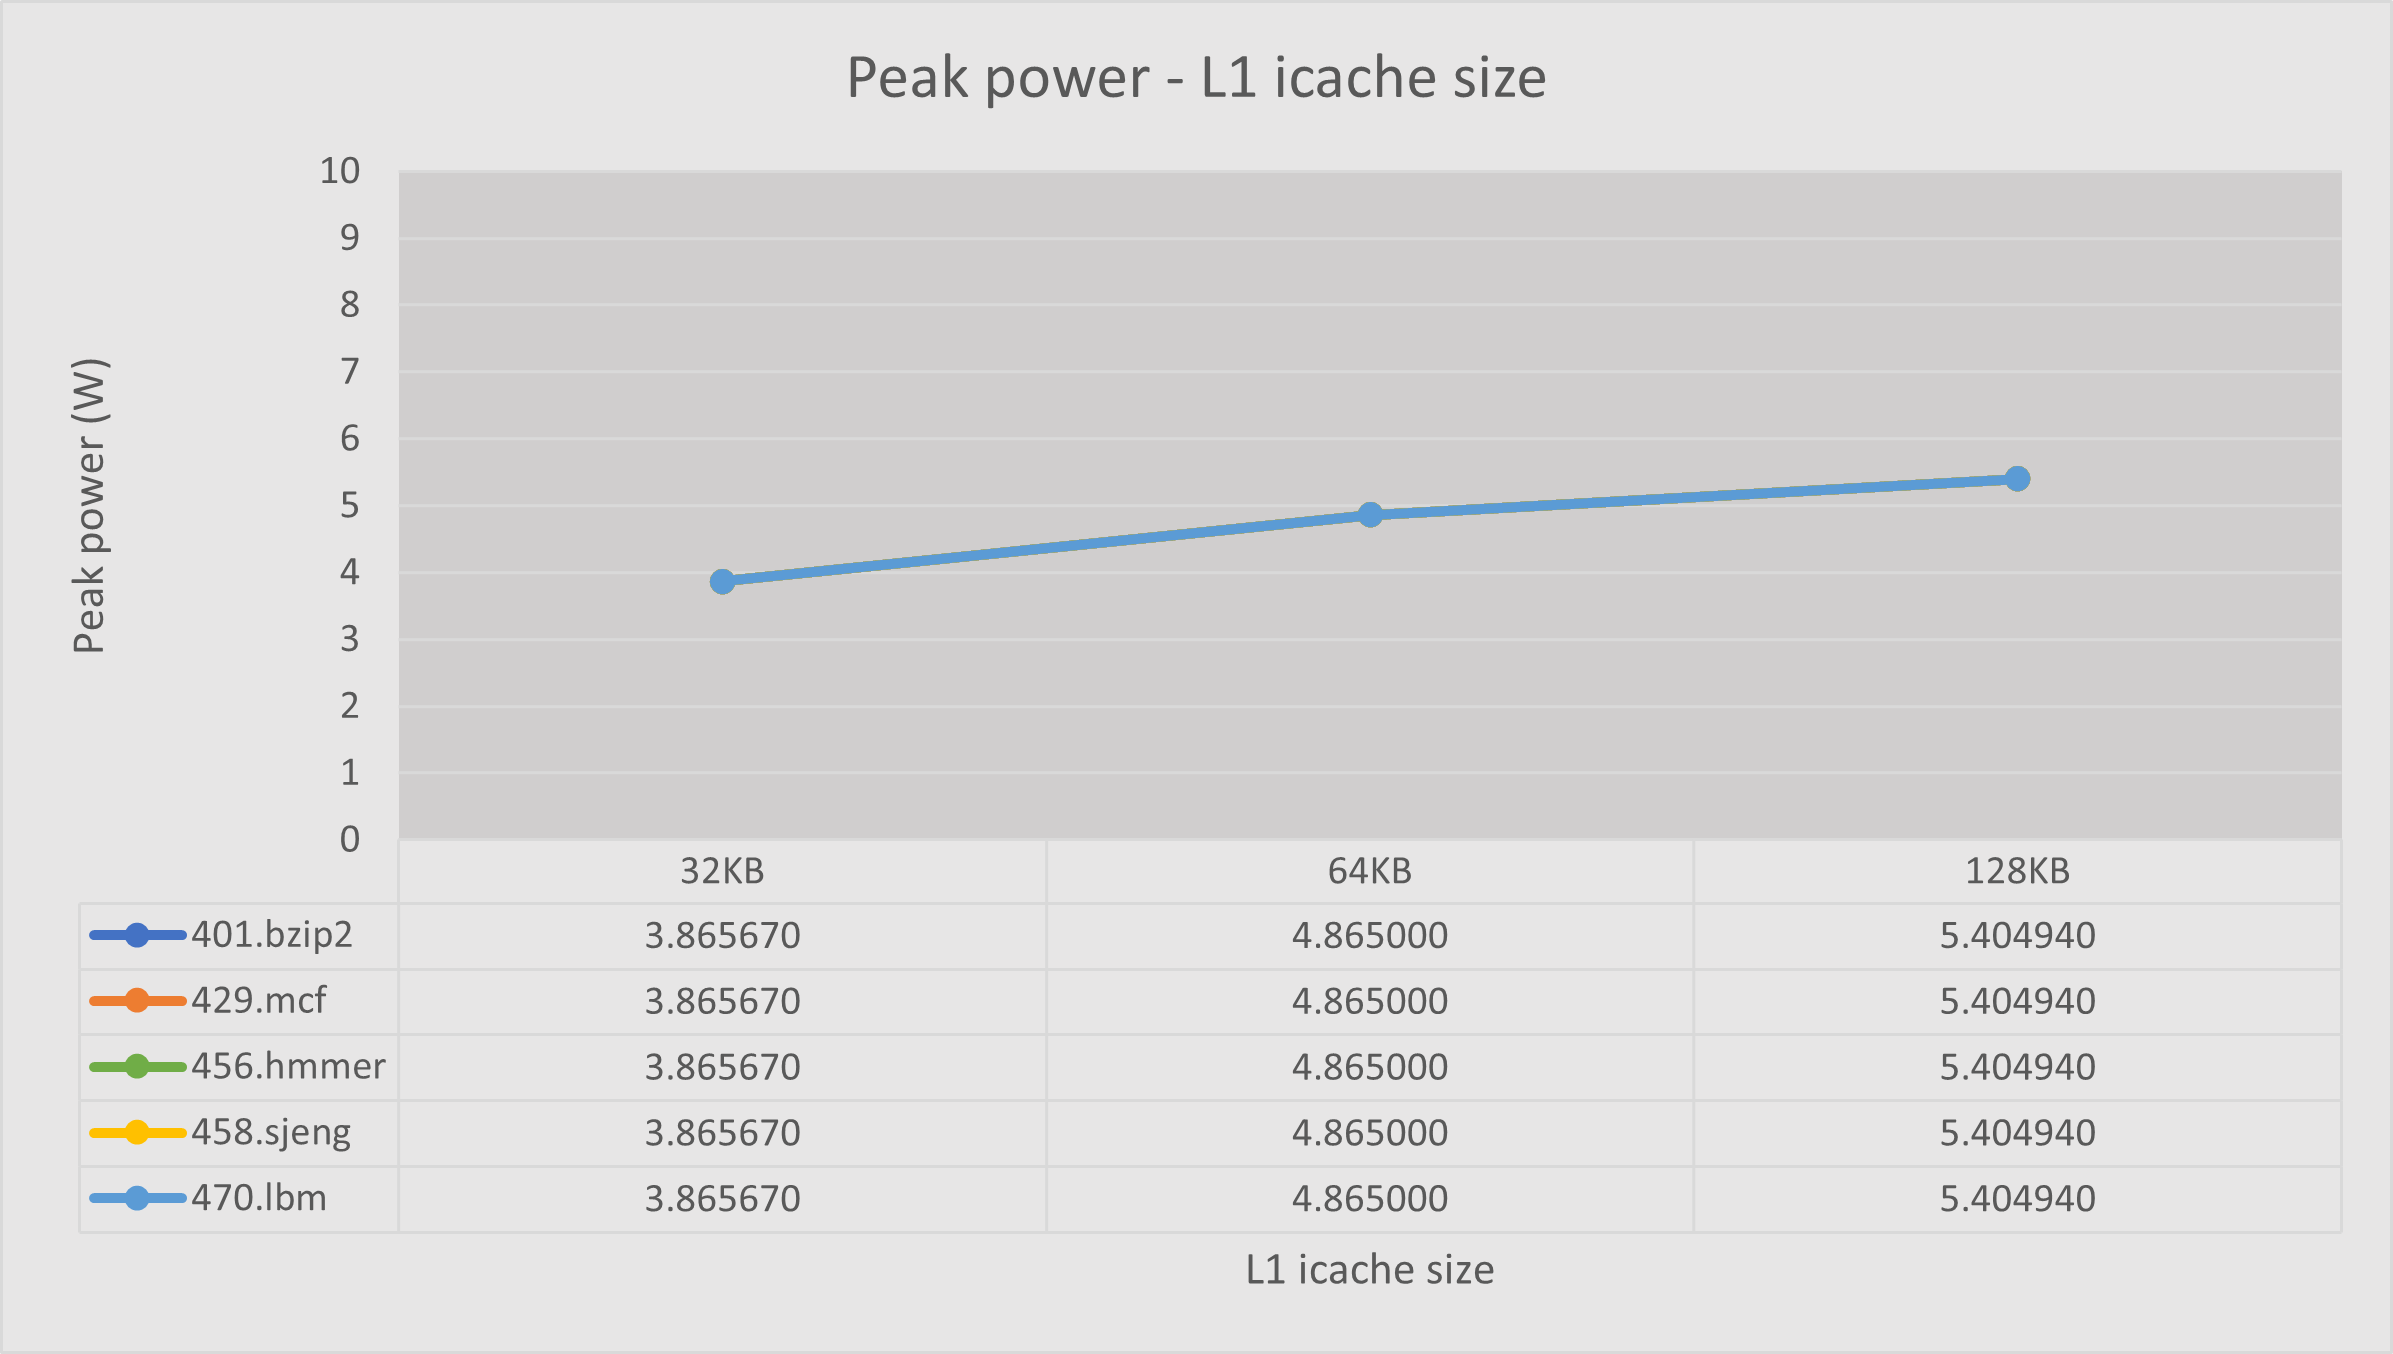 Peak power - L1 icache size
10
9
8
7
6
5
4
3
2
1
0
Peak power (W)
32KB 64KB 128KB
401.bzip2 3.865670 4.865000 5.404940
429.mcf 3.865670 4.865000 5.404940
456.hmmer 3.865670 4.865000 5.404940
458.sjeng 3.865670 4.865000 5.404940
470.lbm 3.865670 4.865000 5.404940
L1 icache size